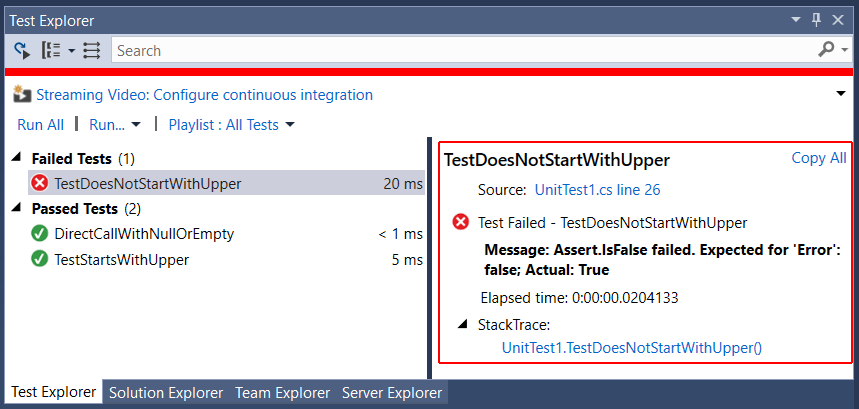 Test Explorer
Search
Streaming Video: Configure continuous integration
Run All | Run... | Playlist : All Tests
Failed Tests (1)
TestDoesNotStartWithUpper 20 ms
Passed Tests (2)
DirectCallWithNullOrEmpty < 1 ms
TestStartsWithUpper 5 ms
TestDoesNotStartWithUpper Copy All
Source: UnitTest1.cs line 26
Test Failed - TestDoesNotStartWithUpper
Message: Assert.IsFalse failed. Expected for 'Error':
false; Actual: True
Elapsed time: 0:00:00.0204133
StackTrace:
UnitTest1.TestDoesNotStartWithUpper()
Test Explorer Solution Explorer Team Explorer Server Explorer